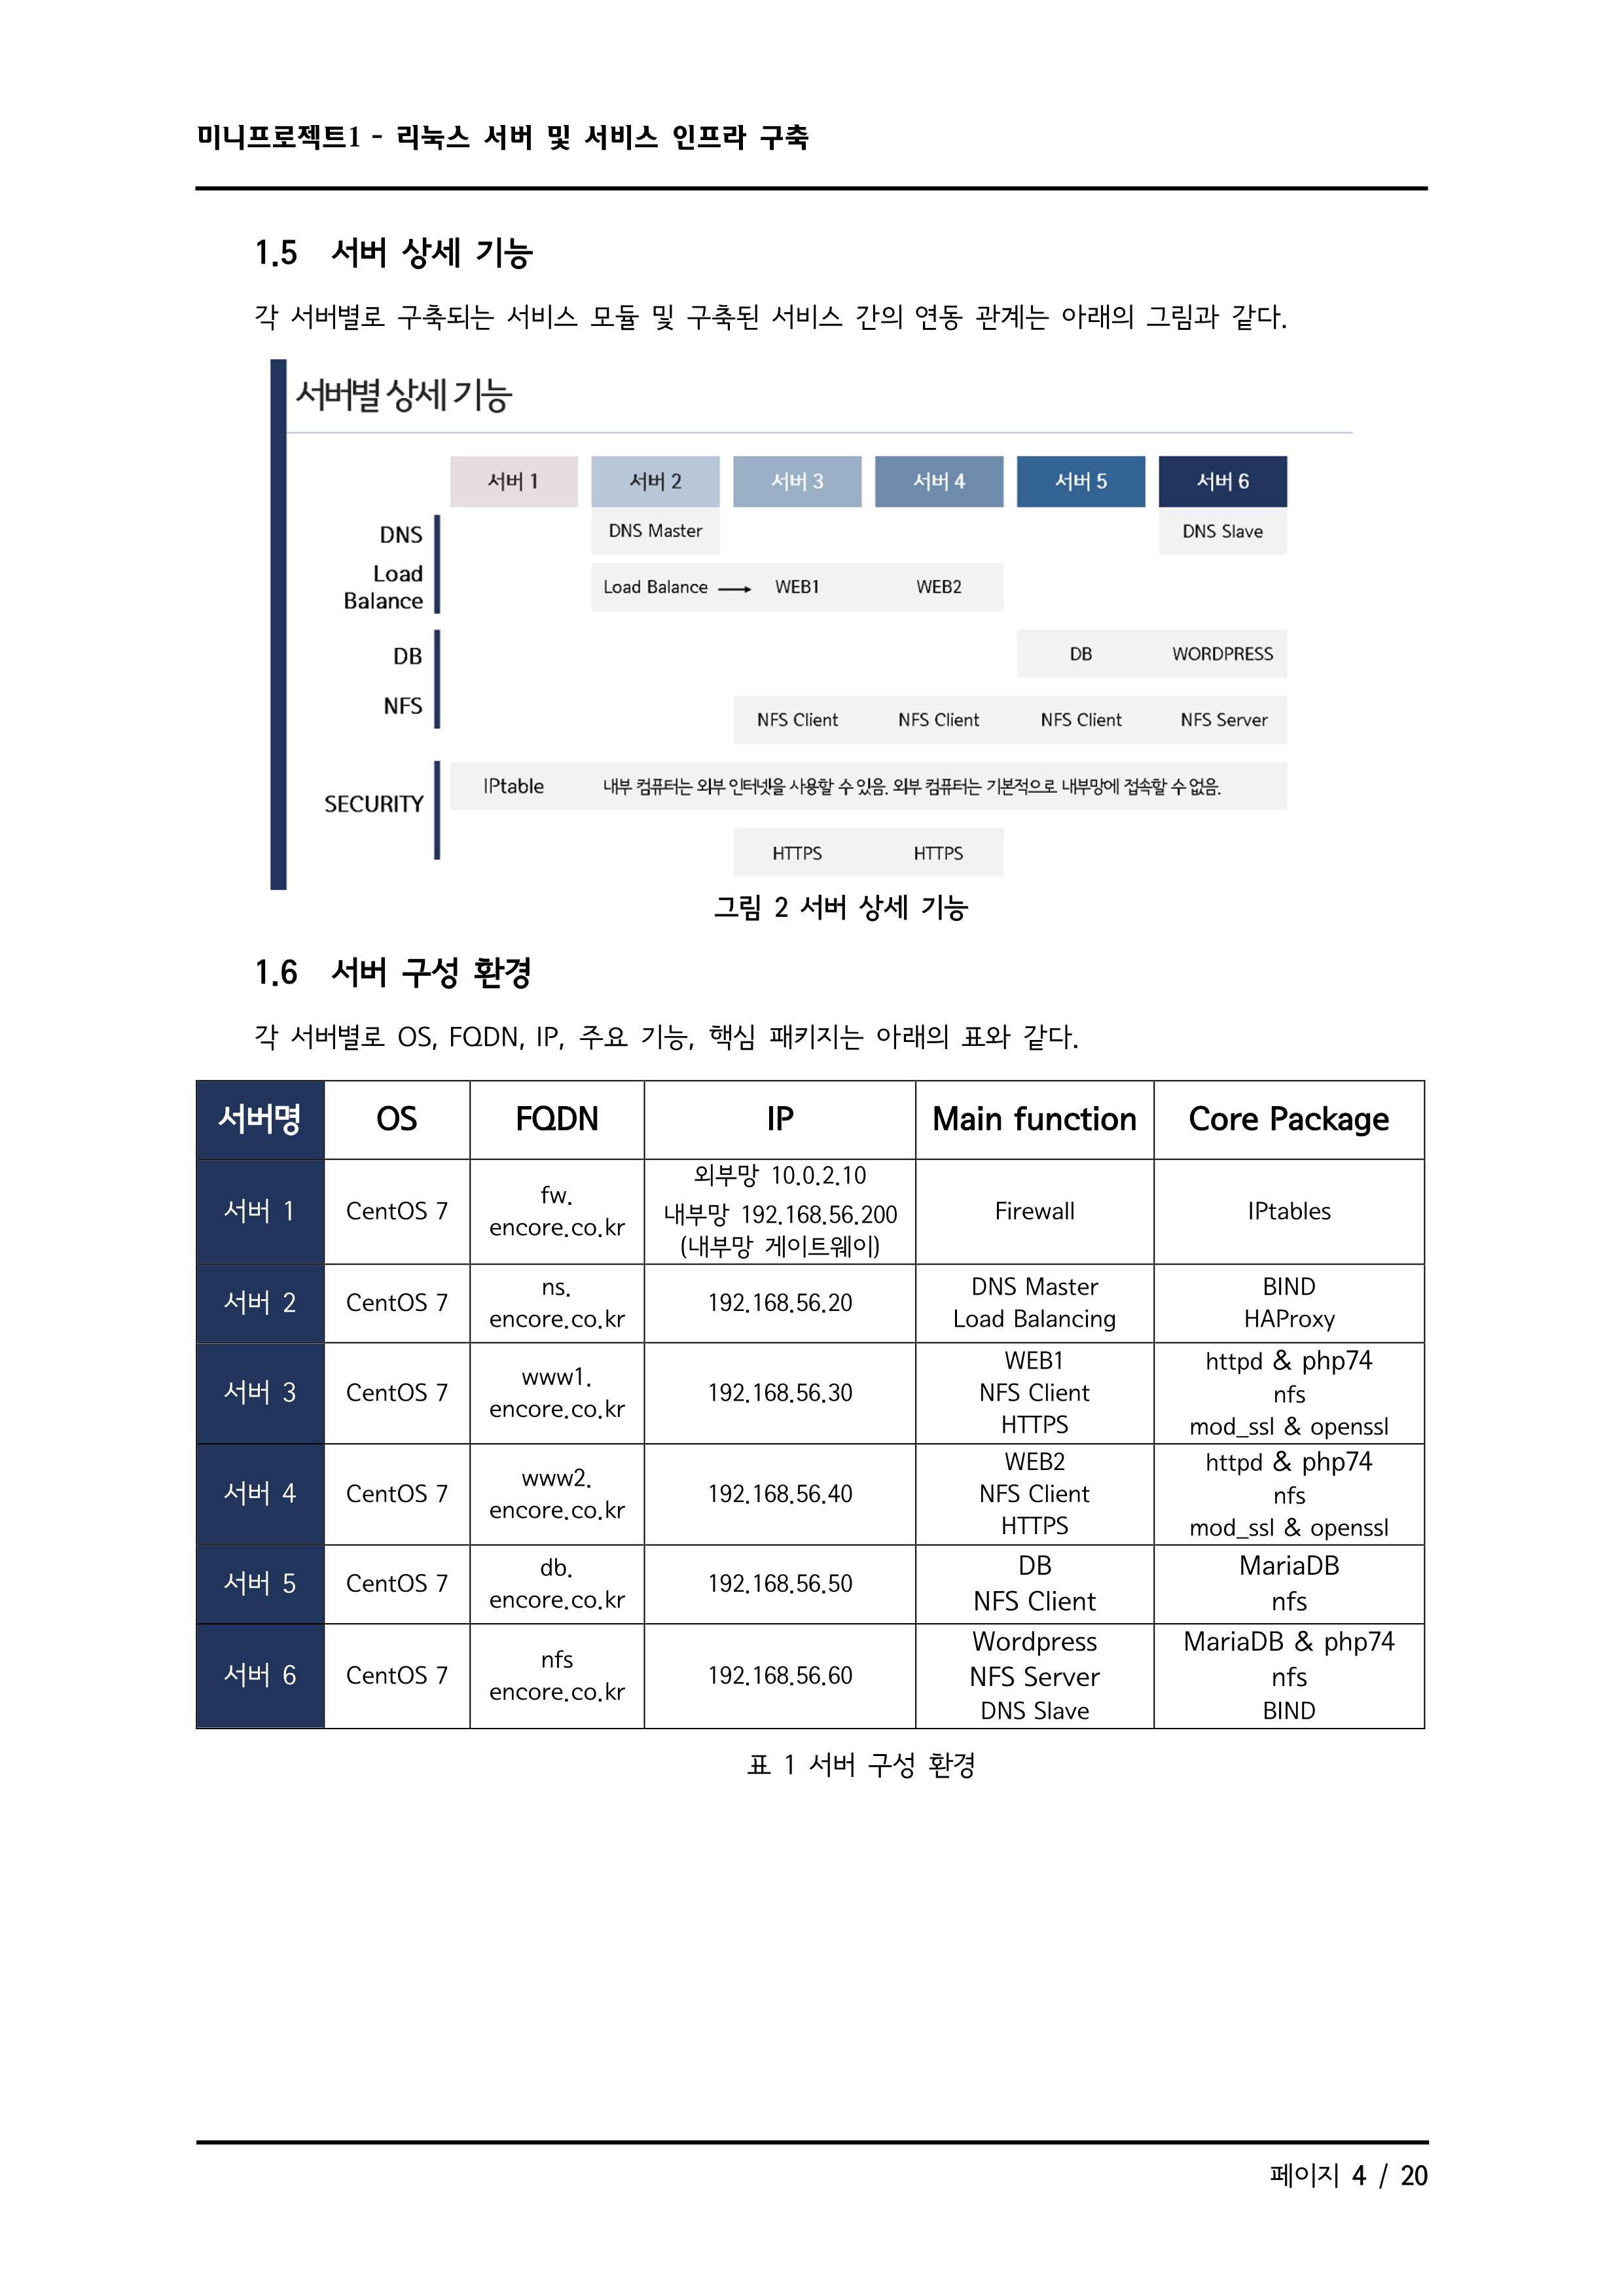 미니프로젝트1 - 리눅스 서버 및 서비스 인프라 구축
1.5 서버 상세 기능
각 서버별로 구축되는 서비스 모듈 및 구축된 서비스 간의 연동 관계는 아래의 그림과 같다.
서버별 상세 기능
서버 1 서버 2 서버 3 서버 4 서버 5 서버 6
DNS DNS Master DNS Slave
Load
Balance
Load Balance → WEB1 WEB2
DB DB WORDPRESS
NFS NFS Client NFS Client NFS Client NFS Server
SECURITY
IPtable 내부 컴퓨터는 외부 인터넷을 사용할 수 있음. 외부 컴퓨터는 기본적으로 내부망에 접속할 수 없음.
HTTPS HTTPS
그림 2 서버 상세 기능
1.6 서버 구성 환경
각 서버별로 OS, FQDN, IP, 주요 기능, 핵심 패키지는 아래의 표와 같다.
서버명 OS FQDN IP Main function Core Package
서버 1
CentOS 7
fw.
encore.co.kr
외부망 10.0.2.10
내부망 192.168.56.200
(내부망 게이트웨이)
Firewall
IPtables
서버 2
CentOS 7
ns.
encore.co.kr
192.168.56.20
DNS Master
Load Balancing
BIND
HAProxy
서버 3
CentOS 7
www1.
encore.co.kr
192.168.56.30
WEB1
NFS Client
HTTPS
httpd & php74
nfs
mod_ssl & openssl
서버 4
CentOS 7
www2.
encore.co.kr
192.168.56.40
WEB2
NFS Client
HTTPS
httpd & php74
nfs
mod_ssl & openssl
서버 5
CentOS 7
db.
encore.co.kr
192.168.56.50
DB
NFS Client
MariaDB
nfs
서버 6
CentOS 7
nfs
encore.co.kr
192.168.56.60
Wordpress
NFS Server
DNS Slave
MariaDB & php74
nfs
BIND
표 1 서버 구성 환경
페이지 4 / 20